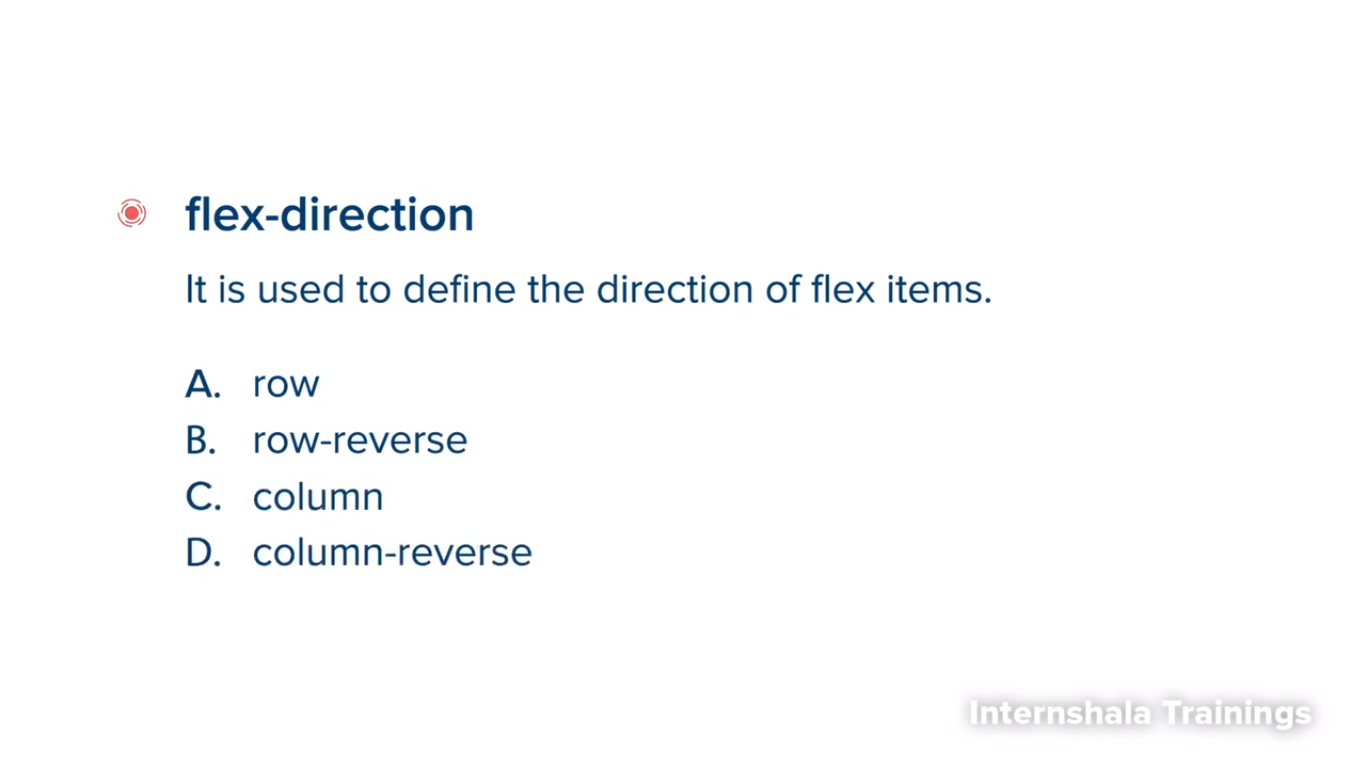 flex-direction
It is used to define the direction of flex items.
A. row
B. row-reverse
C. column
D. column-reverse
Internshala Trainings